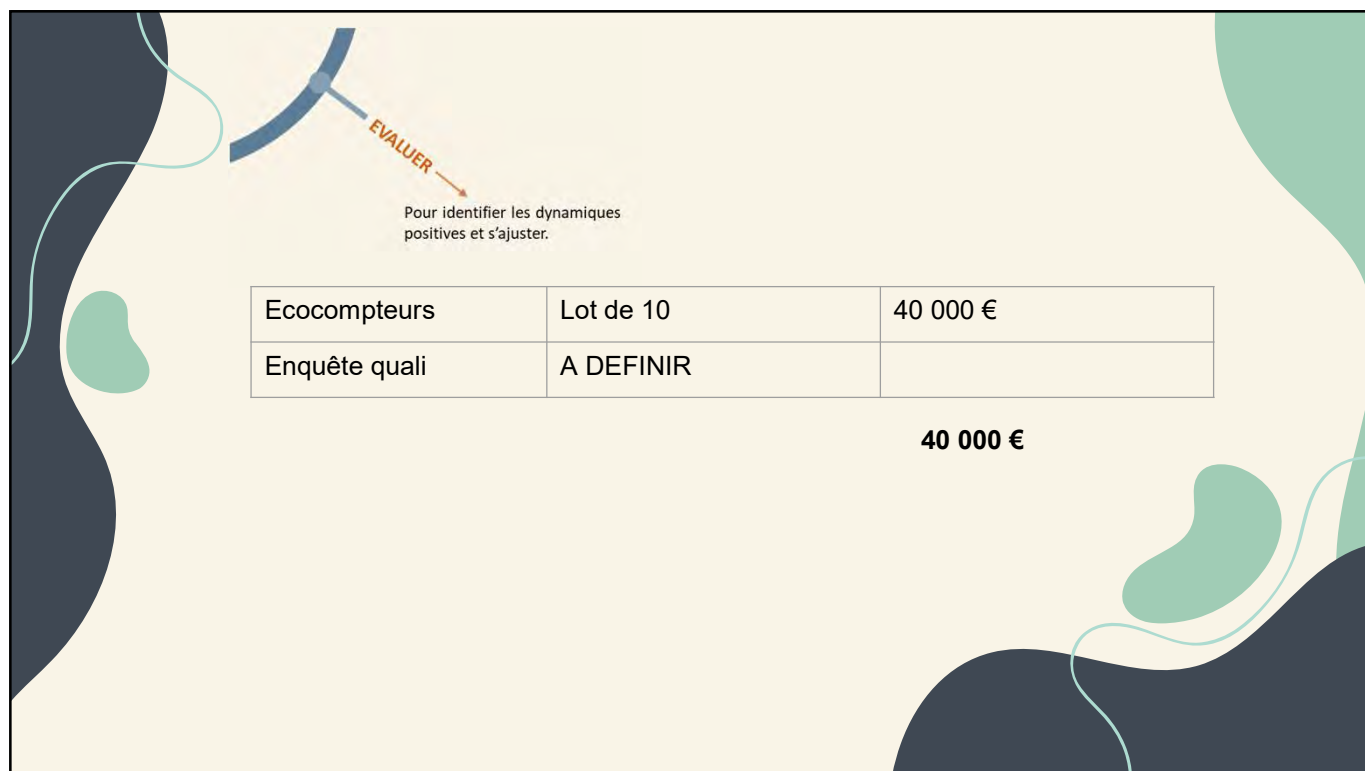 EVALUER
Pour identifier les dynamiques
positives et s'ajuster.
Ecocompteurs Lot de 10 40 000 €
Enquête quali A DEFINIR
40 000 €